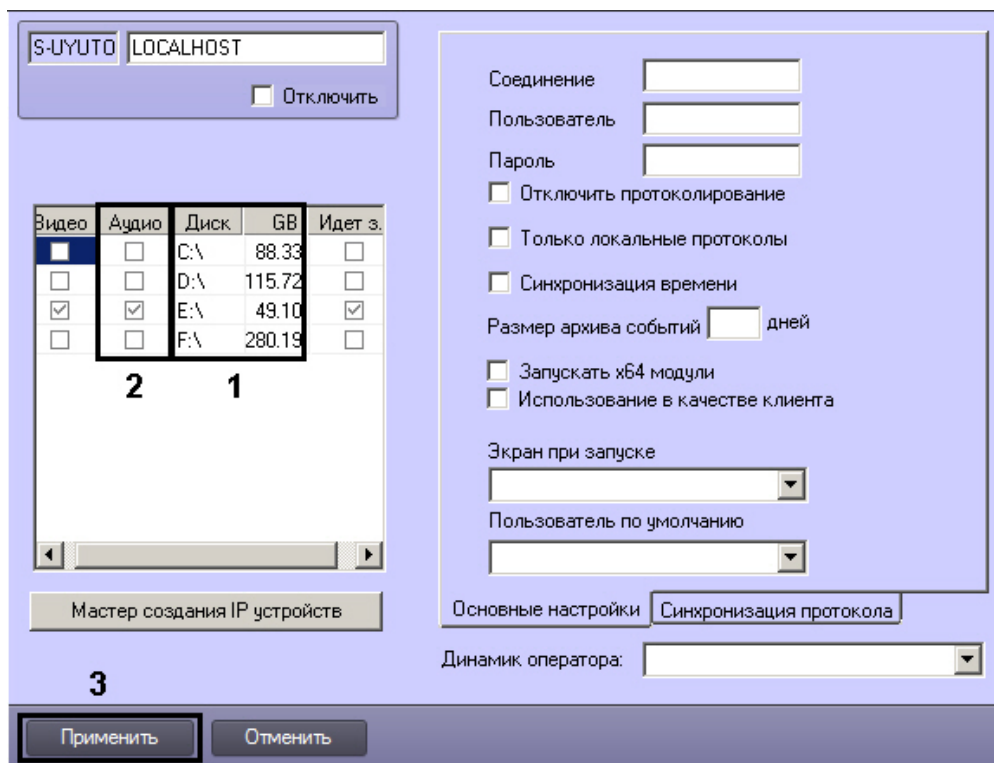 S-UYUTO LOCALHOST
Отключить
Видео Аудио Диск GB Идет з.
C:\ 88.33
D:\ 115.72
E:\ 49.10
F:\ 280.19
2 1
Мастер создания IP устройств
Соединение
Пользователь
Пароль
Отключить протоколирование
Только локальные протоколы
Синхронизация времени
Размер архива событий дней
Запускать x64 модули
Использование в качестве клиента
Экран при запуске
Пользователь по умолчанию
Основные настройки Синхронизация протокола
Динамик оператора:
3
Применить Отменить